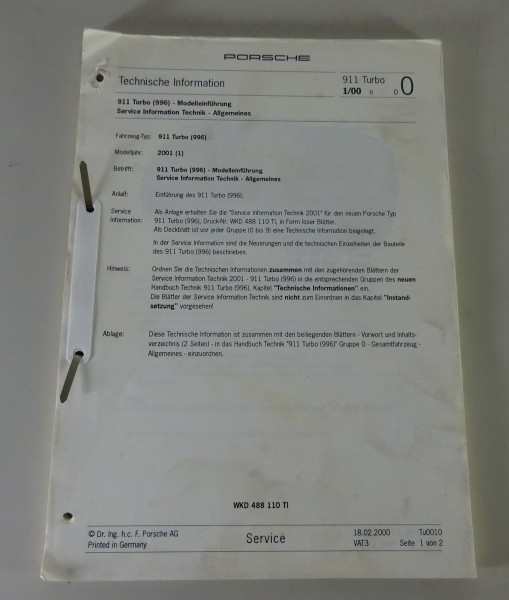 PORSCHE
Technische Information
911 Turbo
1/00 0 0 0
911 Turbo (996) - Modelleinführung
Service Information Technik - Allgemeines
Fahrzeug-Typ: 911 Turbo (996)
Modelljahr: 2001 (1)
Betrifft: 911 Turbo (996) - Modelleinführung
Service Information Technik - Allgemeines
Anlaß: Einführung des 911 Turbo (996).
Service Als Anlage erhalten Sie die "Service Information Technik 2001" für den neuen Porsche Typ
Information: 911 Turbo (996), Druck-Nr. WKD 488 110 TI, in Form loser Blätter.
Als Deckblatt ist vor jeder Gruppe (0 bis 9) eine Technische Information beigelegt.
In der Service Information sind die Neuerungen und die technischen Einzelheiten der Bauteile
des 911 Turbo (996) beschrieben.
Hinweis: Ordnen Sie die Technischen Informationen zusammen mit den zugehörenden Blättern der
Service Information Technik 2001 - 911 Turbo (996) in die entsprechenden Gruppen des neuen
Handbuch Technik 911 Turbo (996), Kapitel "Technische Informationen" ein.
Die Blätter der Service Information Technik sind nicht zum Einordnen in das Kapitel "Instand-
setzung" vorgesehen!
Ablage: Diese Technische Information ist zusammen mit den beiliegenden Blättern - Vorwort und Inhalts-
verzeichnis (2 Seiten) - in das Handbuch Technik "911 Turbo (996)" Gruppe 0 - Gesamtfahrzeug -
Allgemeines - einzuordnen.
WKD 488 110 TI
© Dr. Ing. h.c. F. Porsche AG
Printed in Germany
Service
18.02.2000 Tu0010
VAT3 Seite 1 von 2